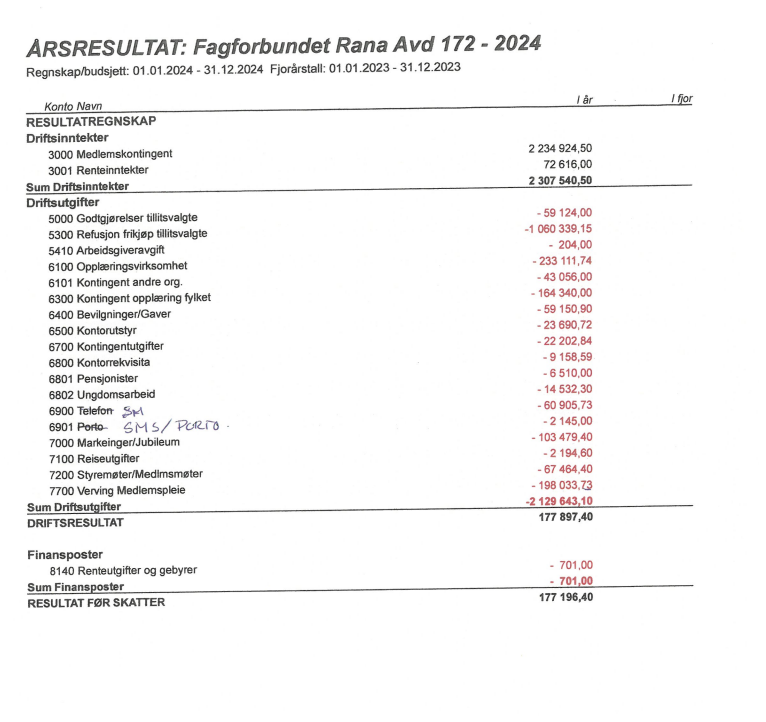 ÅRSRESULTAT: Fagforbundet Rana Avd 172 - 2024
Regnskap/budsjett: 01.01.2024 - 31.12.2024 Fjorårstall: 01.01.2023 - 31.12.2023
Konto Navn I år I fjor
RESULTATREGNSKAP
Driftsinntekter
3000 Medlemskontingent 2 234 924,50
3001 Renteinntekter 72 616,00
Sum Driftsinntekter 2 307 540,50
Driftsutgifter
5000 Godtgjørelser tillitsvalgte - 59 124,00
5300 Refusjon frikjøp tillitsvalgte -1 060 339,15
5410 Arbeidsgiveravgift - 204,00
6100 Opplæringsvirksomhet - 233 111,74
6101 Kontingent andre org. - 43 056,00
6300 Kontingent opplæring fylket - 164 340,00
6400 Bevilgninger/Gaver - 59 150,90
6500 Kontorutstyr - 23 690,72
6700 Kontingentutgifter - 22 202,84
6800 Kontorrekvisita - 9 158,59
6801 Pensjonister - 6 510,00
6802 Ungdomsarbeid - 14 532,30
6900 Telefon SM - 60 905,73
6901 Porto SMS/PORTO. - 2 145,00
7000 Markeinger/Jubileum - 103 479,40
7100 Reiseutgifter - 2 194,60
7200 Styremøter/Medlmsmøter - 67 464,40
7700 Verving Medlemspleie - 198 033,73
Sum Driftsutgifter -2 129 643,10
DRIFTSRESULTAT 177 897,40
Finansposter
8140 Renteutgifter og gebyrer - 701,00
Sum Finansposter - 701,00
RESULTAT FØR SKATTER 177 196,40